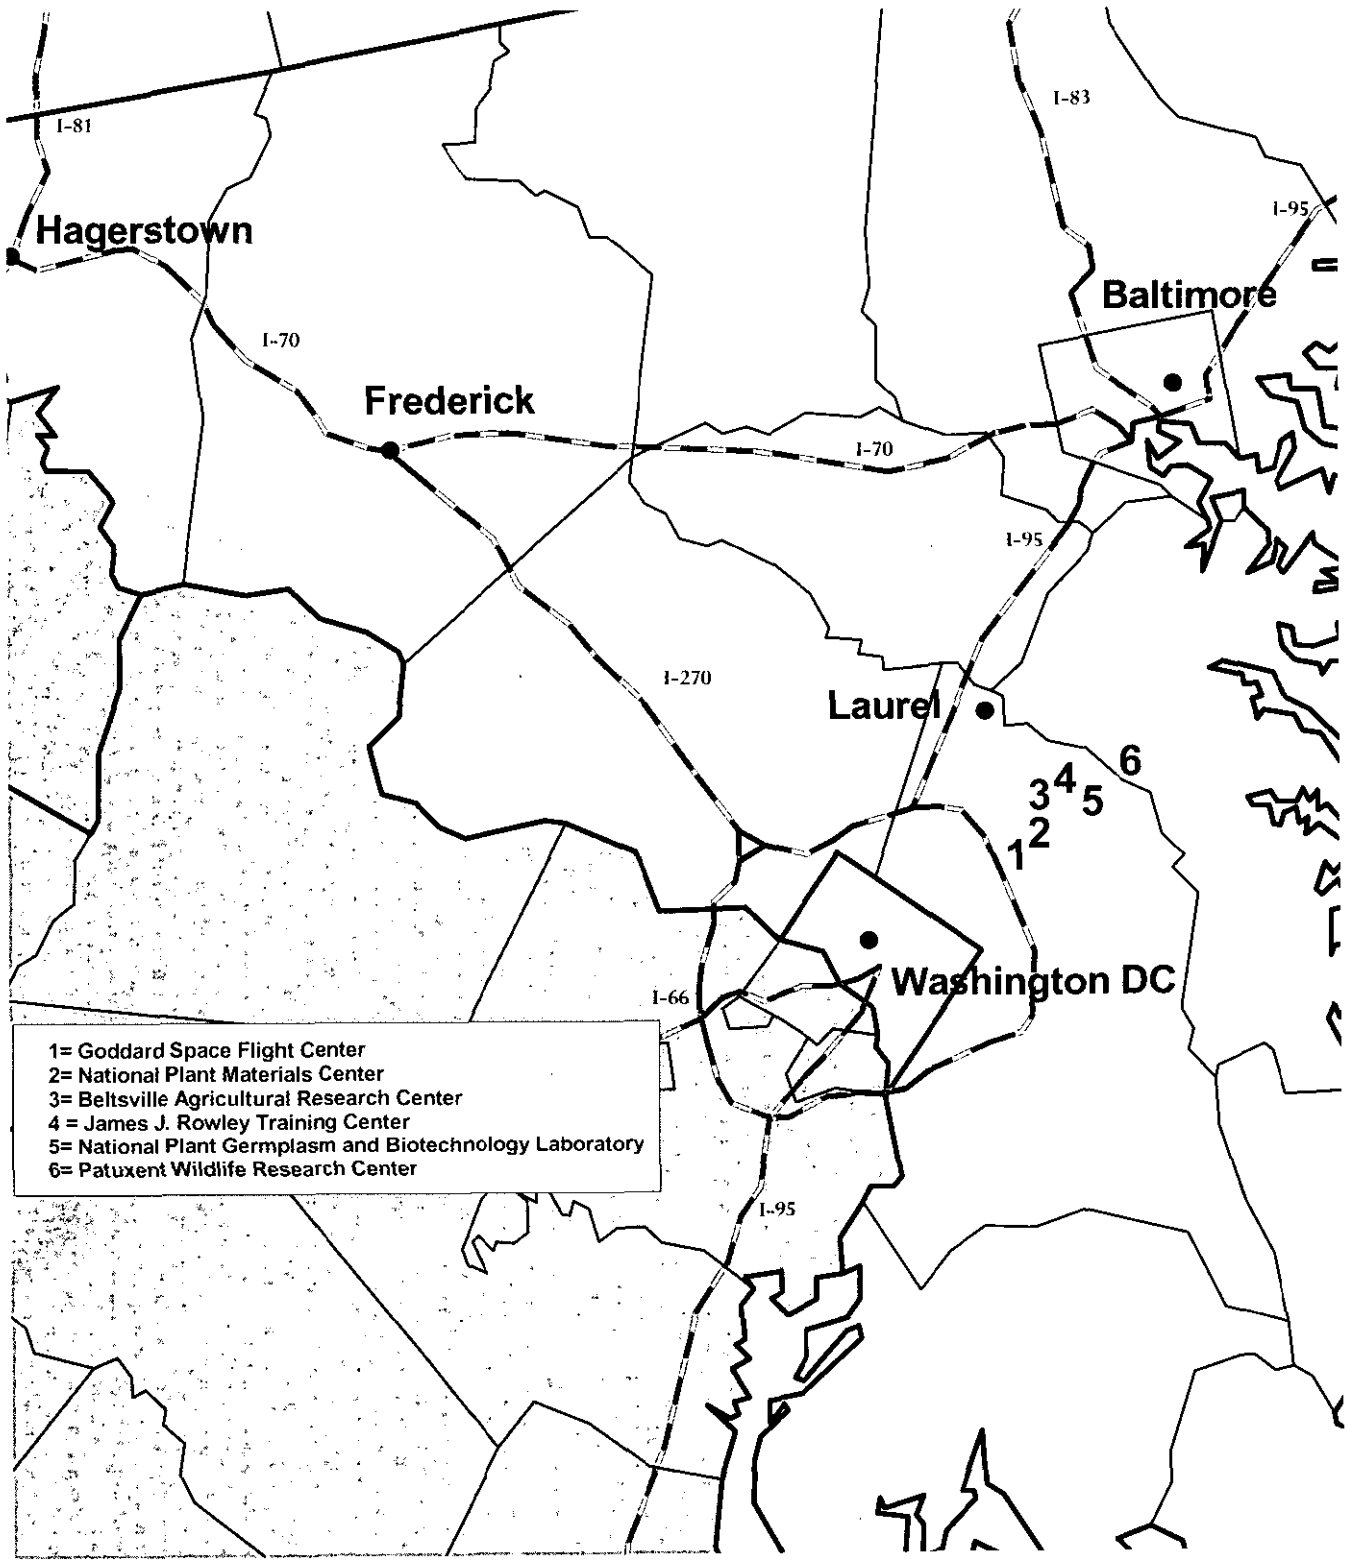 I-83
I-81
I-95
Hagerstown
Baltimore
I-70
Frederick
I-70
I-95
I-270
Laurel
6
4
3
5
2
1
Washington DC
I-66
1= Goddard Space Flight Center
2= National Plant Materials Center
3= Beltsville Agricultural Research Center
4 = James J. Rowley Training Center
5= National Plant Germplasm and Biotechnology Laboratory
6= Patuxent Wildlife Research Center
I-95